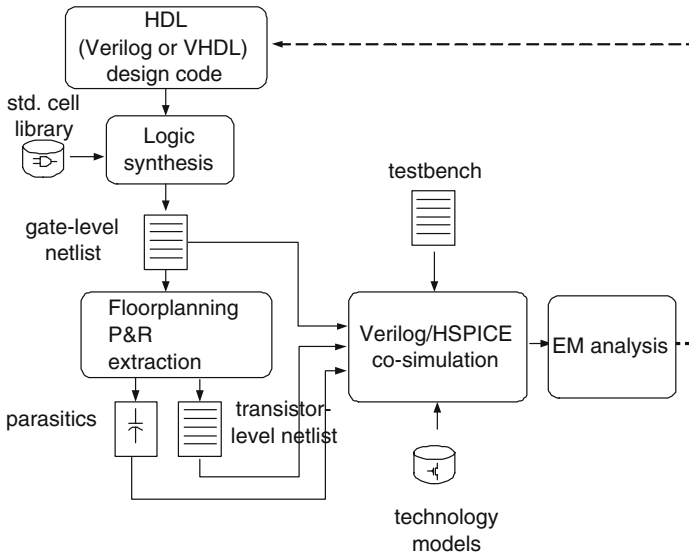 HDL
(Verilog or VHDL)
design code
std. cell
library
Logic
synthesis
testbench
gate-level
netlist
Floorplanning
P&R
extraction
Verilog/HSPICE
co-simulation
EM analysis
parasitics
transistor-
level netlist
technology
models